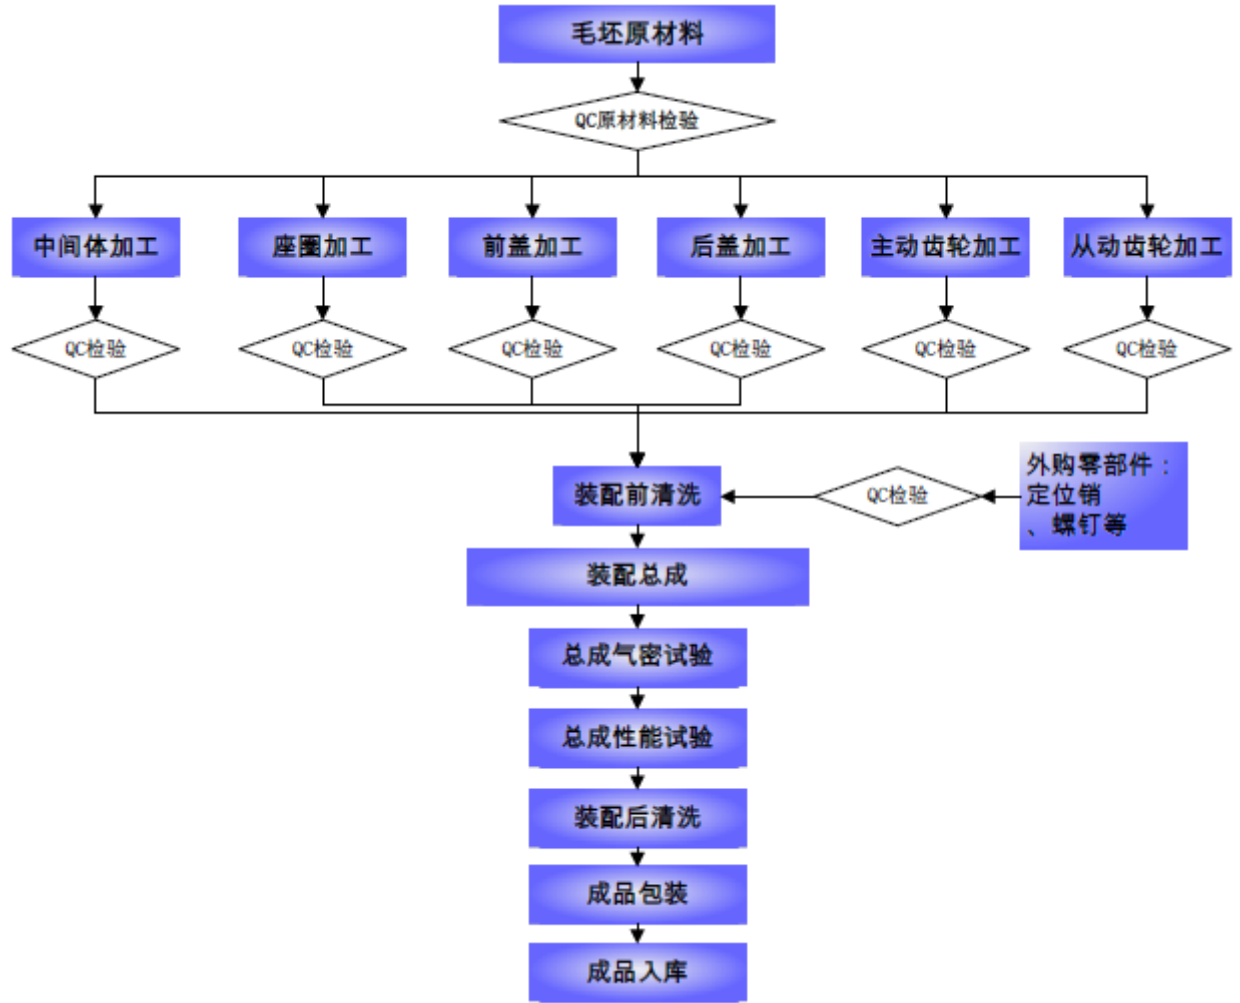 毛坯原材料
QC原材料检验
中间体加工
座圈加工
前盖加工
后盖加工
主动齿轮加工
从动齿轮加工
QC检验
QC检验
QC检验
QC检验
QC检验
QC检验
装配前清洗
QC检验
外购零部件：
定位销
、螺钉等
装配总成
总成气密试验
总成性能试验
装配后清洗
成品包装
成品入库